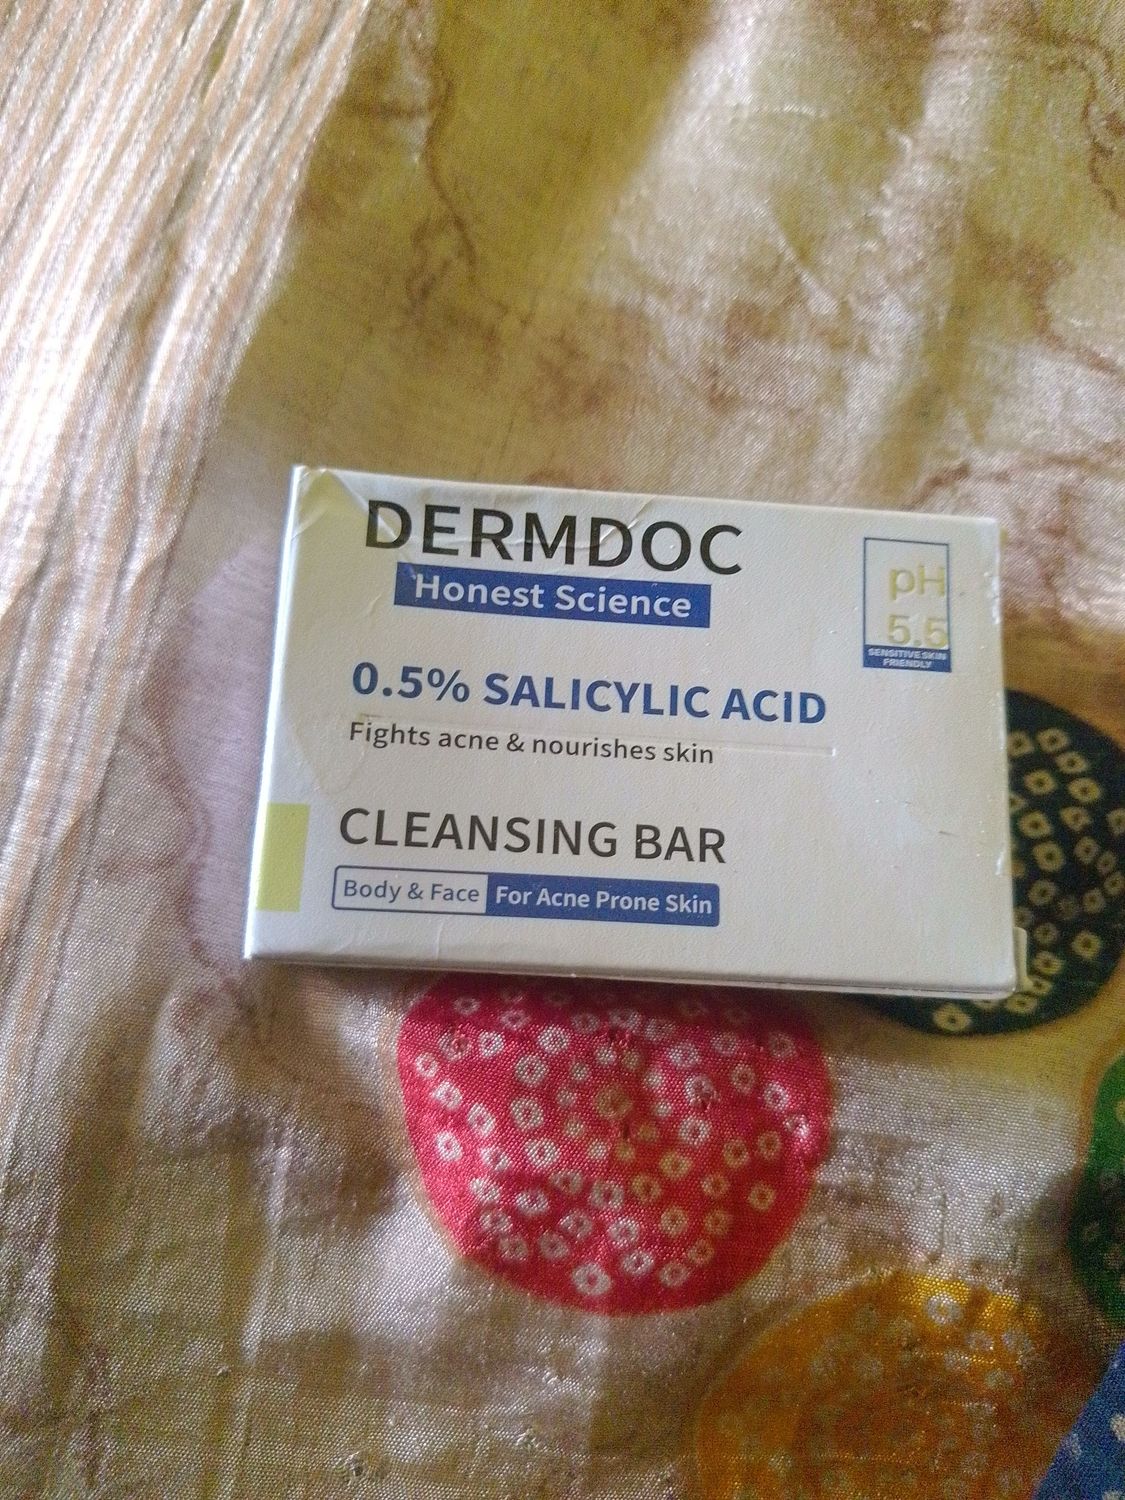 DERMDOC
Honest Science
pH
5.5
SENSITIVE SKIN
FRIENDLY
0.5% SALICYLIC ACID
Fights acne & nourishes skin
CLEANSING BAR
Body & Face For Acne Prone Skin